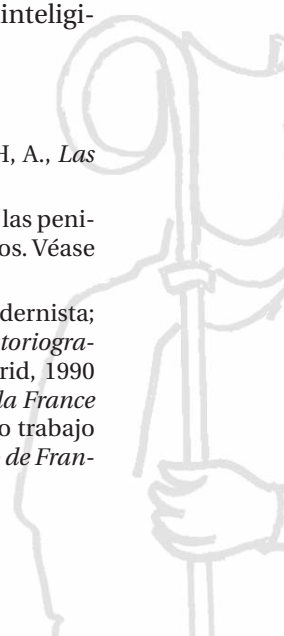 inteligi-
H, A., Las
las peni-
os. Véase
dernista;
toriogra-
rid, 1990
la France
o trabajo
de Fran-